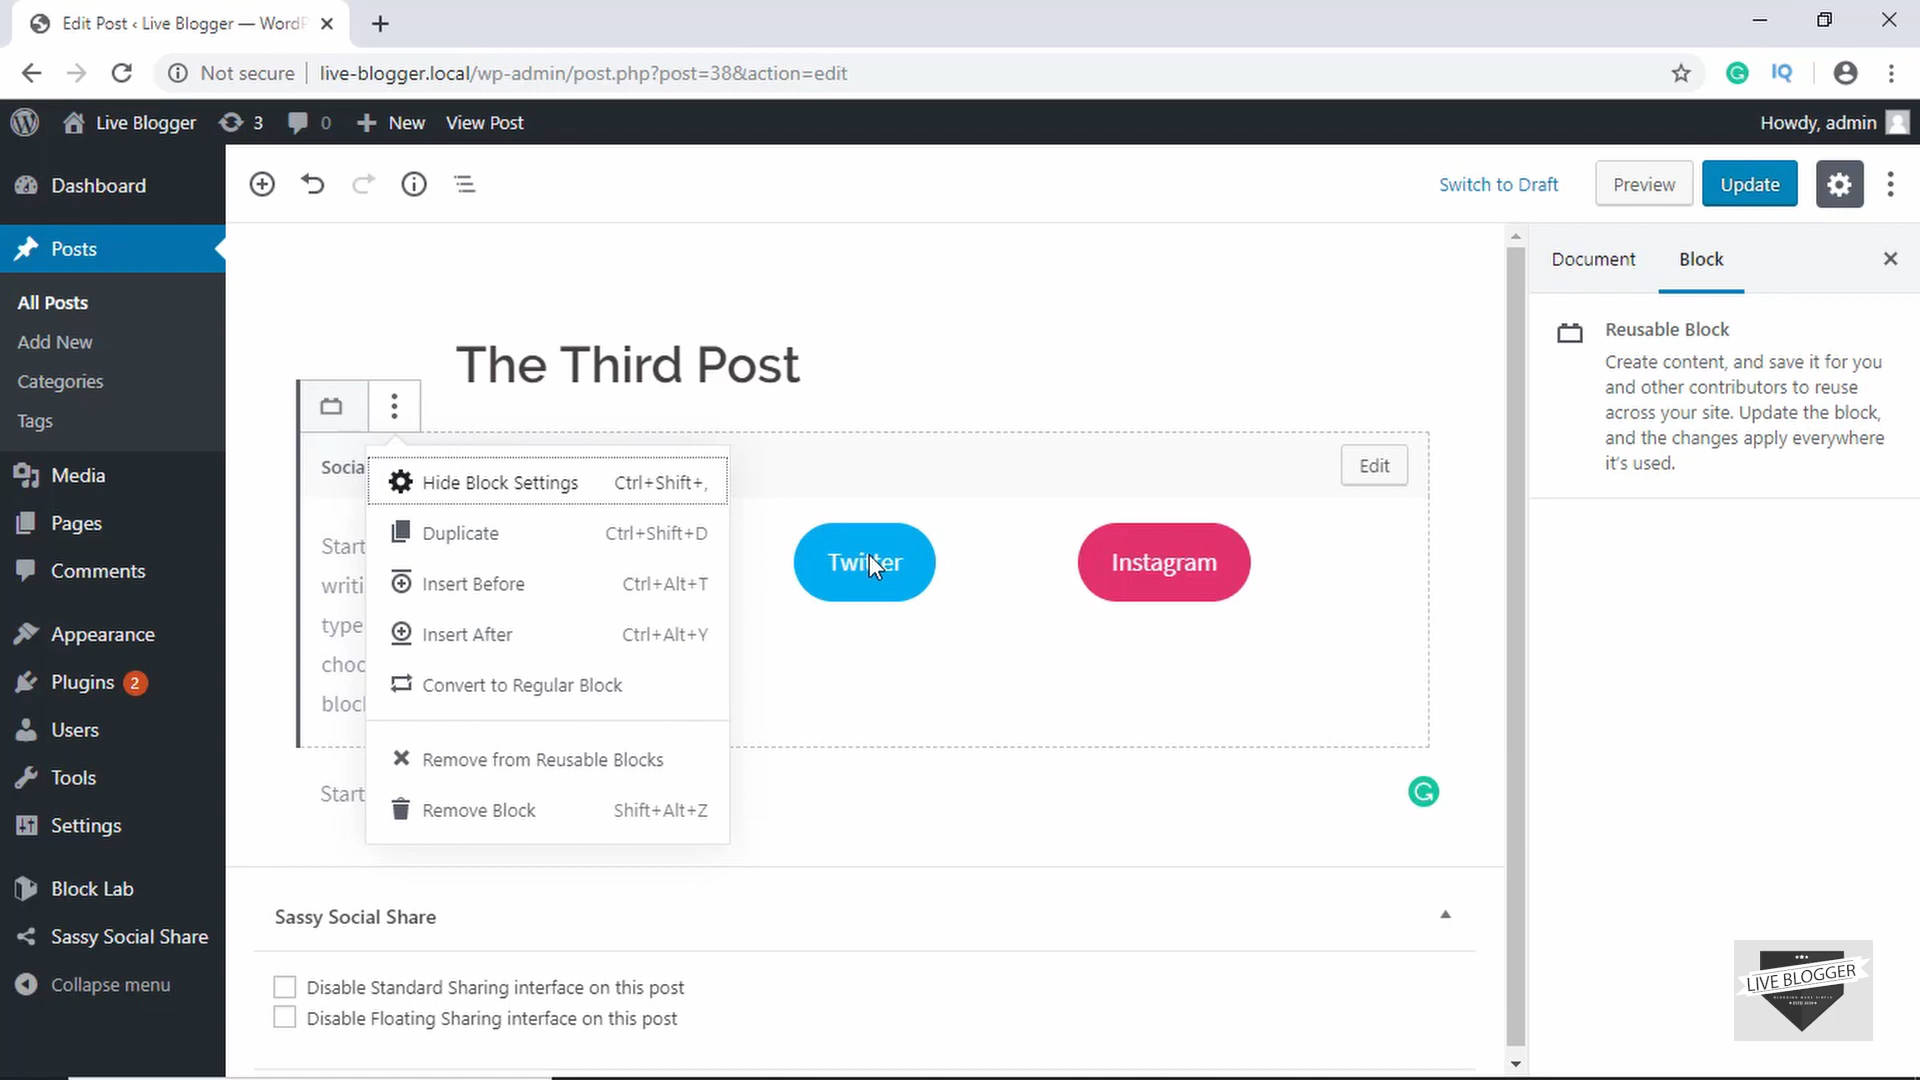 Edit Post ‹ Live Blogger — WordP
Not secure
live-blogger.local/wp-admin/post.php?post=38&action=edit
IQ
Live Blogger
3
0
New
View Post
Howdy, admin
Dashboard
Posts
All Posts
Add New
Categories
Tags
Media
Pages
Comments
Appearance
Plugins 2
Users
Tools
Settings
Block Lab
Sassy Social Share
Collapse menu
Switch to Draft
Preview
Update
The Third Post
Socia
Edit
Start
writi
type
choo
bloc
Twitter
Instagram
Hide Block Settings Ctrl+Shift+,
Duplicate Ctrl+Shift+D
Insert Before Ctrl+Alt+T
Insert After Ctrl+Alt+Y
Convert to Regular Block
Remove from Reusable Blocks
Remove Block Shift+Alt+Z
Start
Sassy Social Share
Disable Standard Sharing interface on this post
Disable Floating Sharing interface on this post
Document
Block
Reusable Block
Create content, and save it for you
and other contributors to reuse
across your site. Update the block,
and the changes apply everywhere
it's used.
LIVE BLOGGER